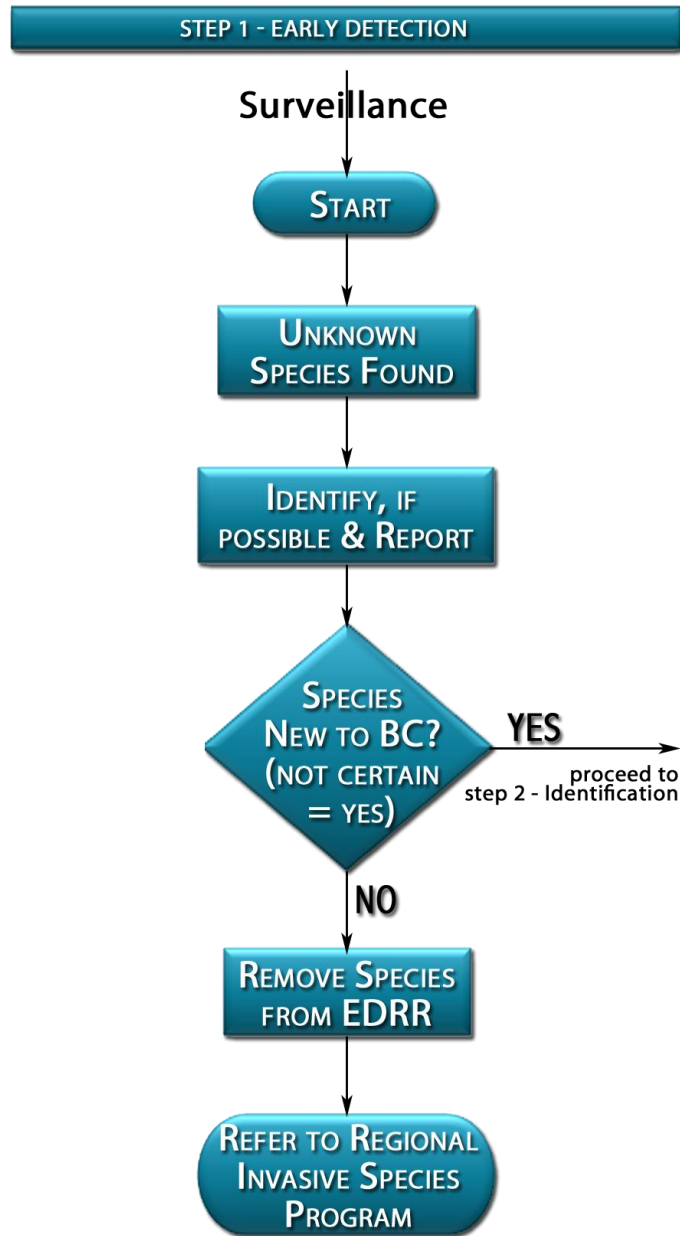 STEP 1 - EARLY DETECTION
Surveillance
START
UNKNOWN
SPECIES FOUND
IDENTIFY, IF
POSSIBLE & REPORT
SPECIES
NEW TO BC?
(NOT CERTAIN
= YES)
YES
proceed to
step 2 - Identification
NO
REMOVE SPECIES
FROM EDRR
REFER TO REGIONAL
INVASIVE SPECIES
PROGRAM